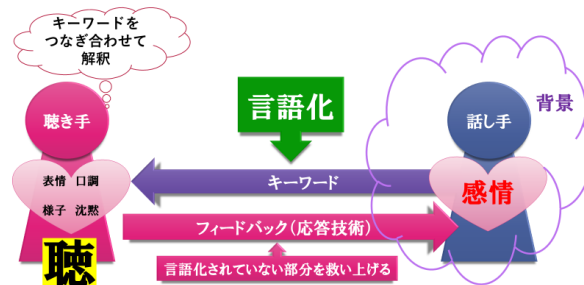 キーワードを
つなぎ合わせて
解釈
言語化
聴き手
話し手
背景
表情 口調
様子 沈黙
キーワード
感情
フィードバック(応答技術)
聴
言語化されていない部分を救い上げる